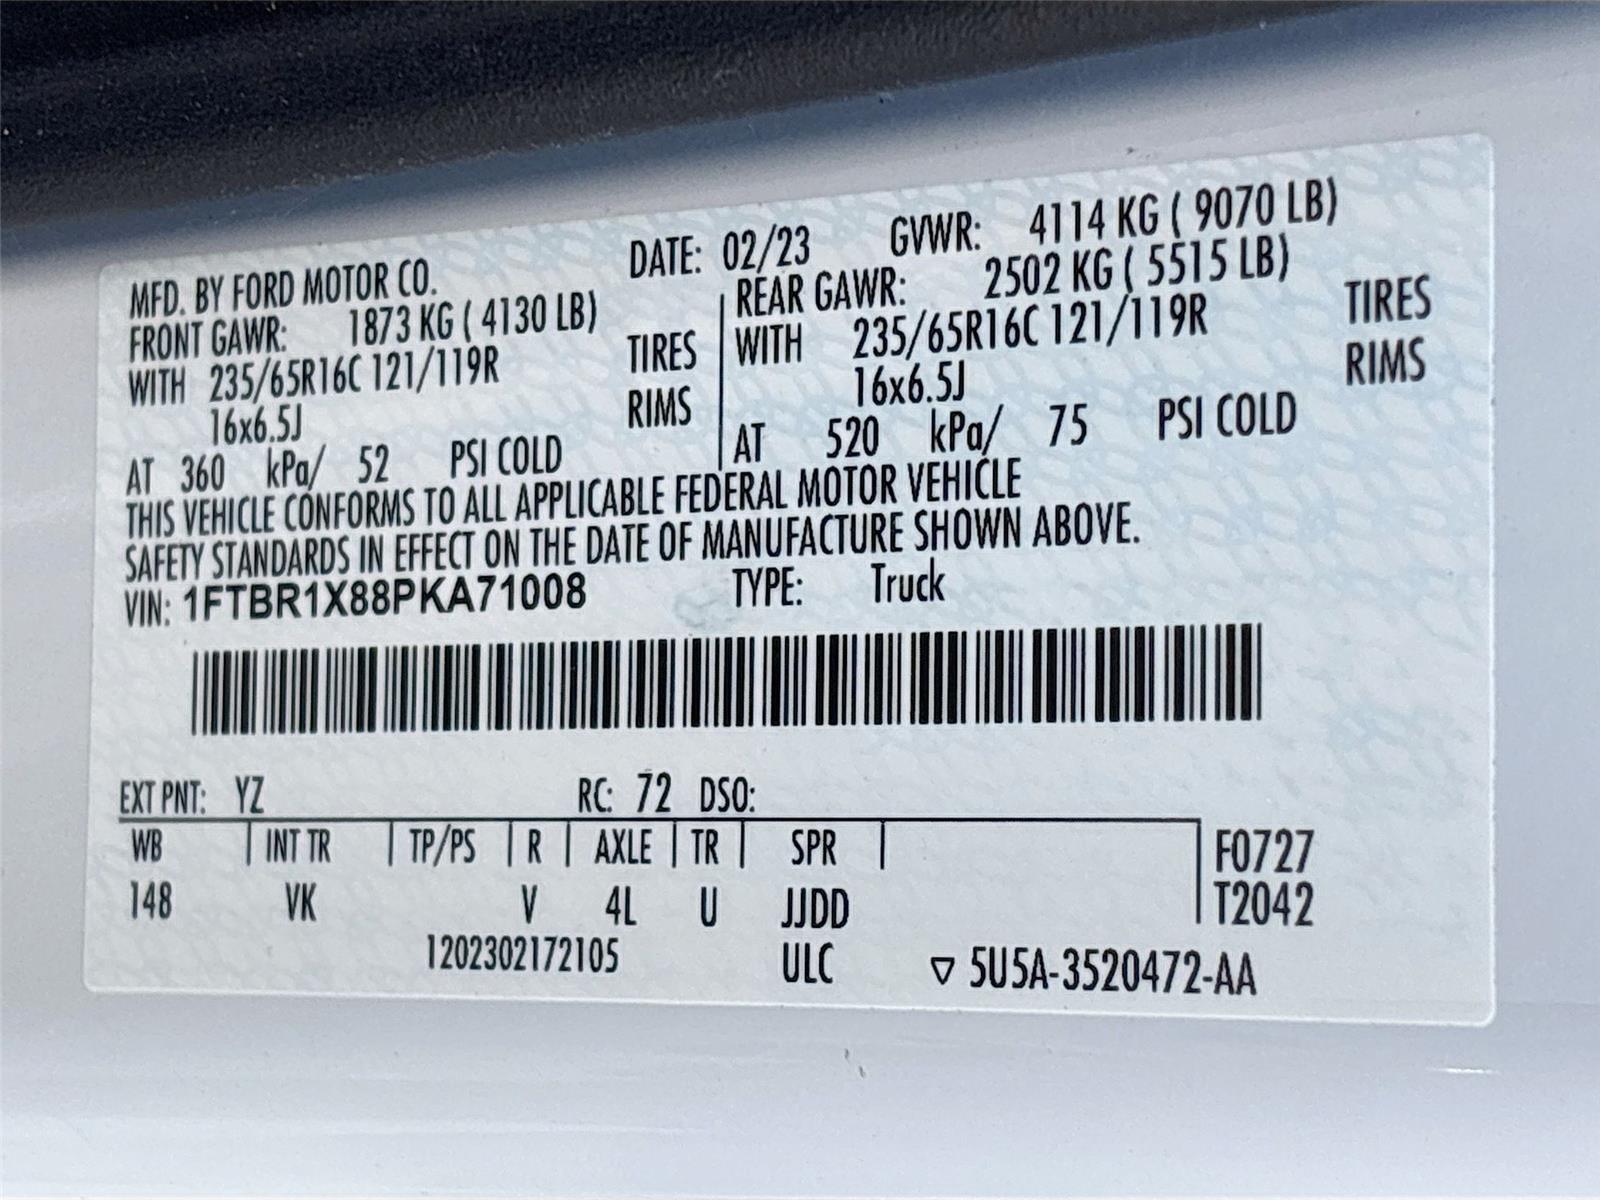 MFD. BY FORD MOTOR CO. DATE: 02/23 GVWR: 4114 KG ( 9070 LB)
FRONT GAWR: 1873 KG ( 4130 LB)
WITH 235/65R16C 121/119R TIRES
16x6.5J RIMS
AT 360 kPa/ 52 PSI COLD
REAR GAWR: 2502 KG ( 5515 LB)
WITH 235/65R16C 121/119R TIRES
16x6.5J RIMS
AT 520 kPa/ 75 PSI COLD
THIS VEHICLE CONFORMS TO ALL APPLICABLE FEDERAL MOTOR VEHICLE
SAFETY STANDARDS IN EFFECT ON THE DATE OF MANUFACTURE SHOWN ABOVE.
VIN: 1FTBR1X88PKA71008 TYPE: Truck
EXT PNT: YZ RC: 72 DSO:
WB | INT TR | TP/PS | R | AXLE | TR | SPR | F0727
148 VK V 4L U JJDD T2042
1202302172105 ULC ▽ 5U5A-3520472-AA